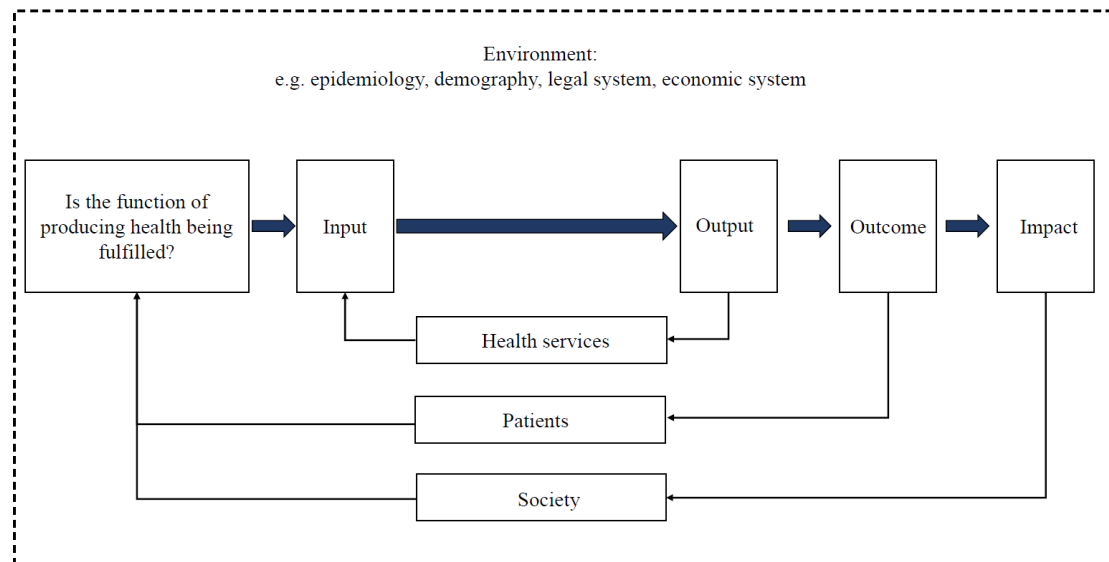 Environment:
e.g. epidemiology, demography, legal system, economic system
Is the function of
producing health being
fulfilled?
Input
Output
Outcome
Impact
Health services
Patients
Society